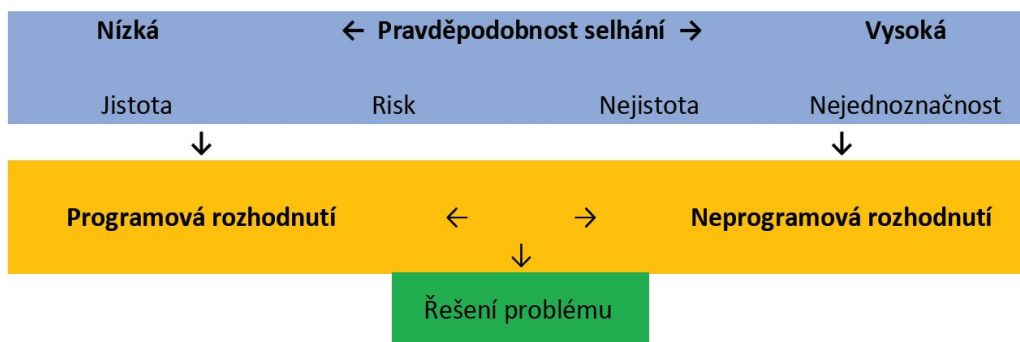 Nízká ← Pravděpodobnost selhání → Vysoká
Jistota Risk Nejistota Nejednoznačnost
↓ ↓
Programová rozhodnutí ← → Neprogramová rozhodnutí
↓
Řešení problému